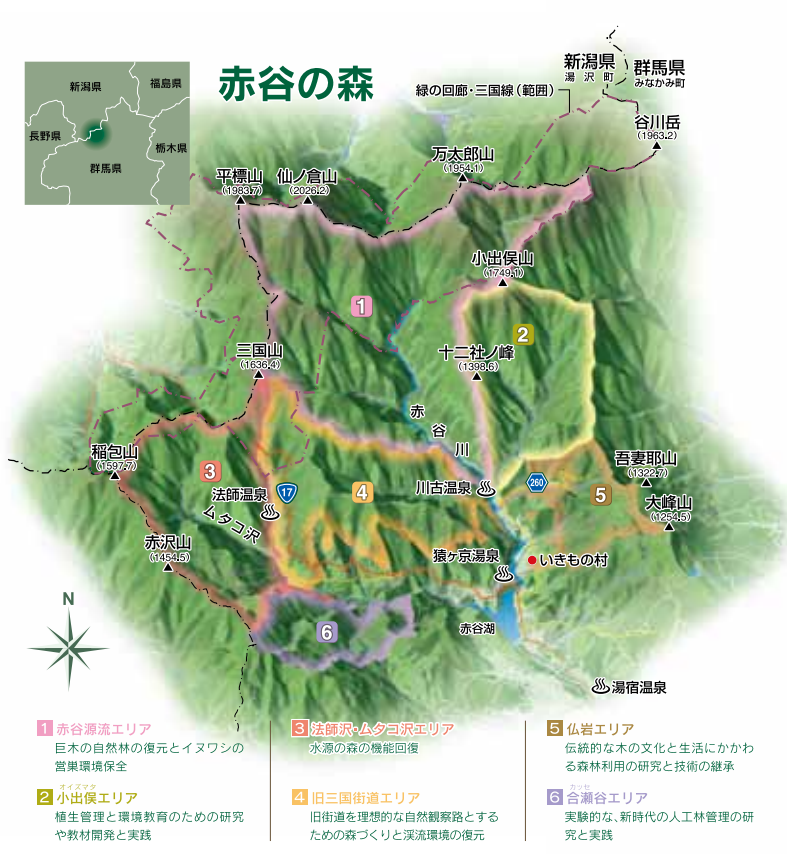 赤谷の森
新潟県
福島県
長野県
栃木県
群馬県
新潟県
湯沢町
群馬県
みなかみ町
緑の回廊・三国線（範囲）
谷川岳
(1963.2)
万太郎山
(1954.1)
平標山
(1983.7)
仙ノ倉山
(2026.2)
小出俣山
(1749.1)
1
2
三国山
(1636.4)
十二社ノ峰
(1398.6)
赤谷川
稲包山
(1597.7)
3
法師温泉
17
4
川古温泉
260
5
吾妻耶山
(1322.7)
大峰山
(1254.5)
ムタコ沢
赤沢山
(1454.5)
猿ヶ京温泉
いきもの村
N
6
赤谷湖
湯宿温泉
1 赤谷源流エリア
巨木の自然林の復元とイヌワシの
営巣環境保全
オイズマタ
2 小出俣エリア
植生管理と環境教育のための研究
や教材開発と実践
3 法師沢・ムタコ沢エリア
水源の森の機能回復
4 旧三国街道エリア
旧街道を理想的な自然観察路とする
ための森づくりと渓流環境の復元
5 仏岩エリア
伝統的な木の文化と生活にかかわ
る森林利用の研究と技術の継承
カッセ
6 合瀬谷エリア
実験的な、新時代の人工林管理の研
究と実践